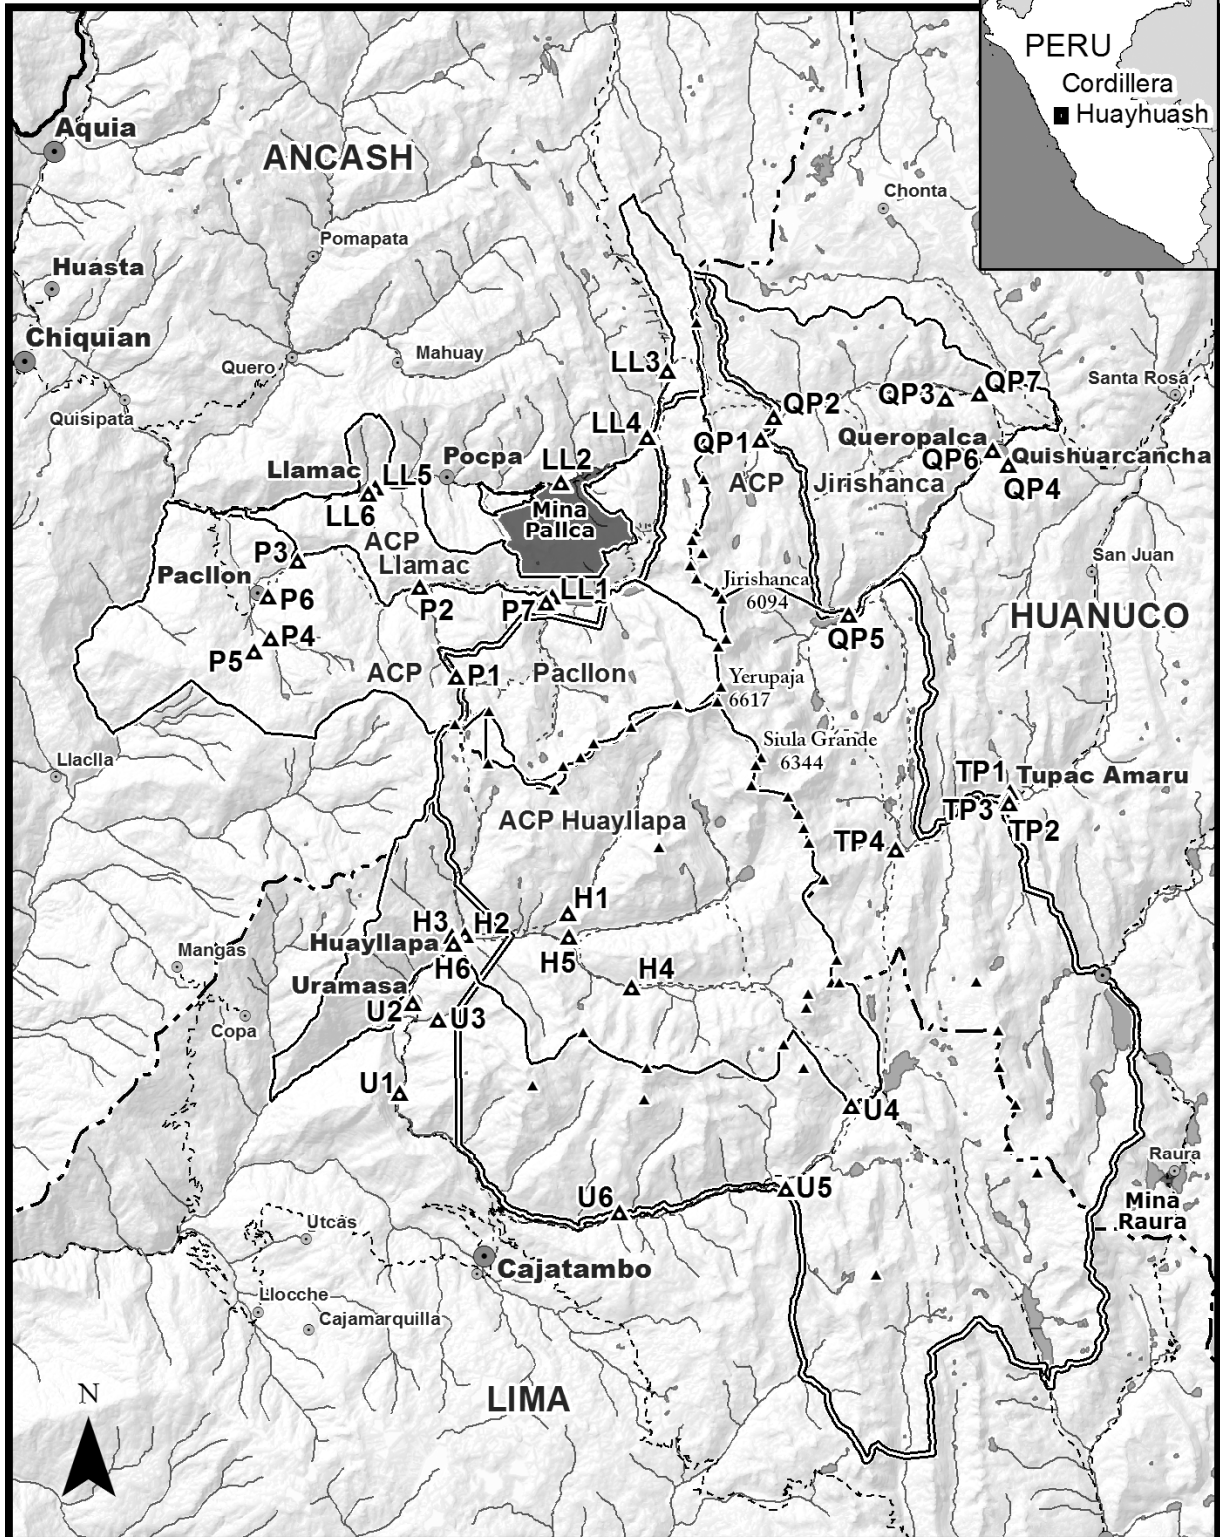 PERU
Cordillera
Huayhuash
Aquia
ANCASH
Chonta
Pomapata
Huasta
Chiquian
Mahuay
Quero
LL3
Quisipata
QP3
QP7
Santa Rosa
QP2
LL4
QP1
Queropalca
QP6
Quishuarcancha
Pocpa
LL2
Llamac
LL5
ACP
Jirishanca
QP4
LL6
Mina
Pallca
ACP
Llamac
P3
San Juan
Pacllon
P6
P2
P7
LL1
Jirishanca
6094
HUANUCO
P4
P5
QP5
ACP
P1
Pacllon
Yerupaja
6617
Siula Grande
6344
Llaclla
TP1
Tupac Amaru
TP3
TP2
ACP Huayllapa
TP4
H1
H3
H2
Huayllapa
Mangas
H6
H5
H4
Uramasa
U2
U3
Copa
U1
U4
Raura
U6
U5
Mina
Raura
Utcas
Cajatambo
Llocche
Cajamarquilla
N
LIMA